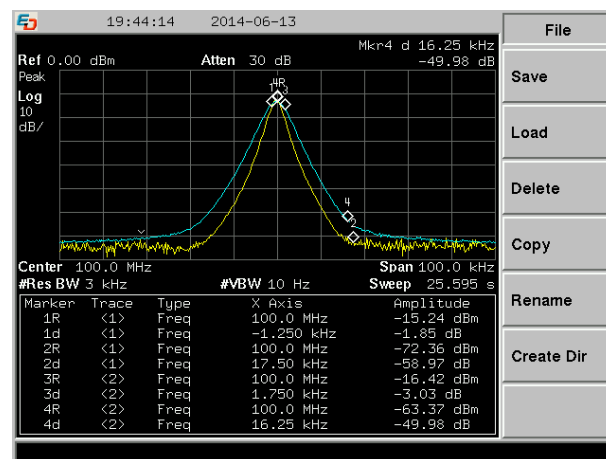 19:44:14 2014-06-13
File
Mkr4 d 16.25 kHz
Ref 0.00 dBm Atten 30 dB -49.98 dB
Peak
Log
10
dB/
4R
1 3
4
2
Save
Load
Delete
Copy
Rename
Create Dir
Center 100.0 MHz Span 100.0 kHz
#Res BW 3 kHz #VBW 10 Hz Sweep 25.595 s
Marker Trace Type X Axis Amplitude
1R <1> Freq 100.0 MHz -15.24 dBm
1d <1> Freq -1.250 kHz -1.85 dB
2R <1> Freq 100.0 MHz -72.36 dBm
2d <1> Freq 17.50 kHz -58.97 dB
3R <2> Freq 100.0 MHz -16.42 dBm
3d <2> Freq 1.750 kHz -3.03 dB
4R <2> Freq 100.0 MHz -63.37 dBm
4d <2> Freq 16.25 kHz -49.98 dB